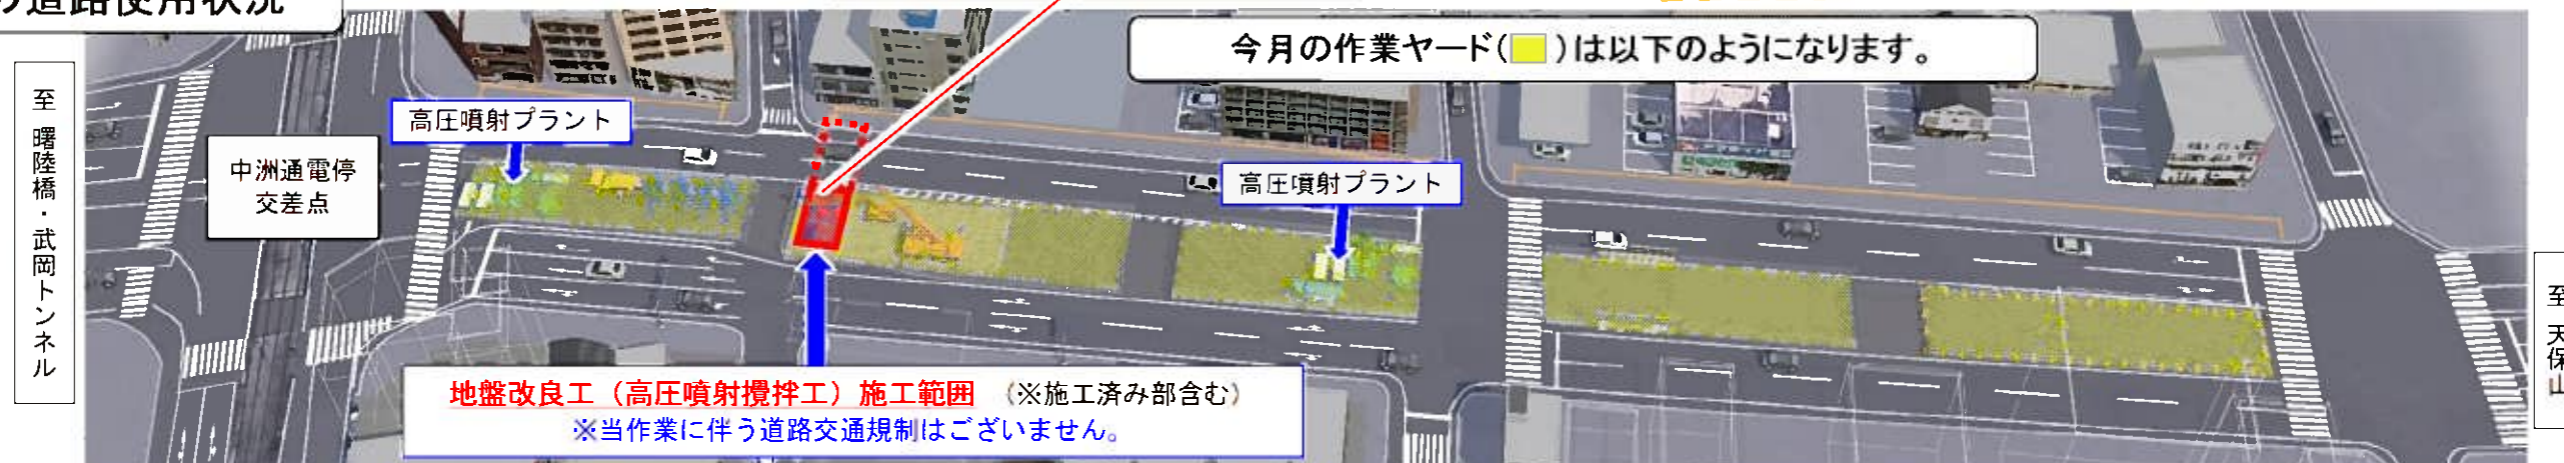 の道路使用状況
今月の作業ヤード( )は以下のようになります。
至 曙陸橋・武岡トンネル
高圧噴射プラント
中洲通電停
交差点
高圧噴射プラント
至 天保山
地盤改良工（高圧噴射攪拌工）施工範囲 （※施工済み部含む）
※当作業に伴う道路交通規制はございません。